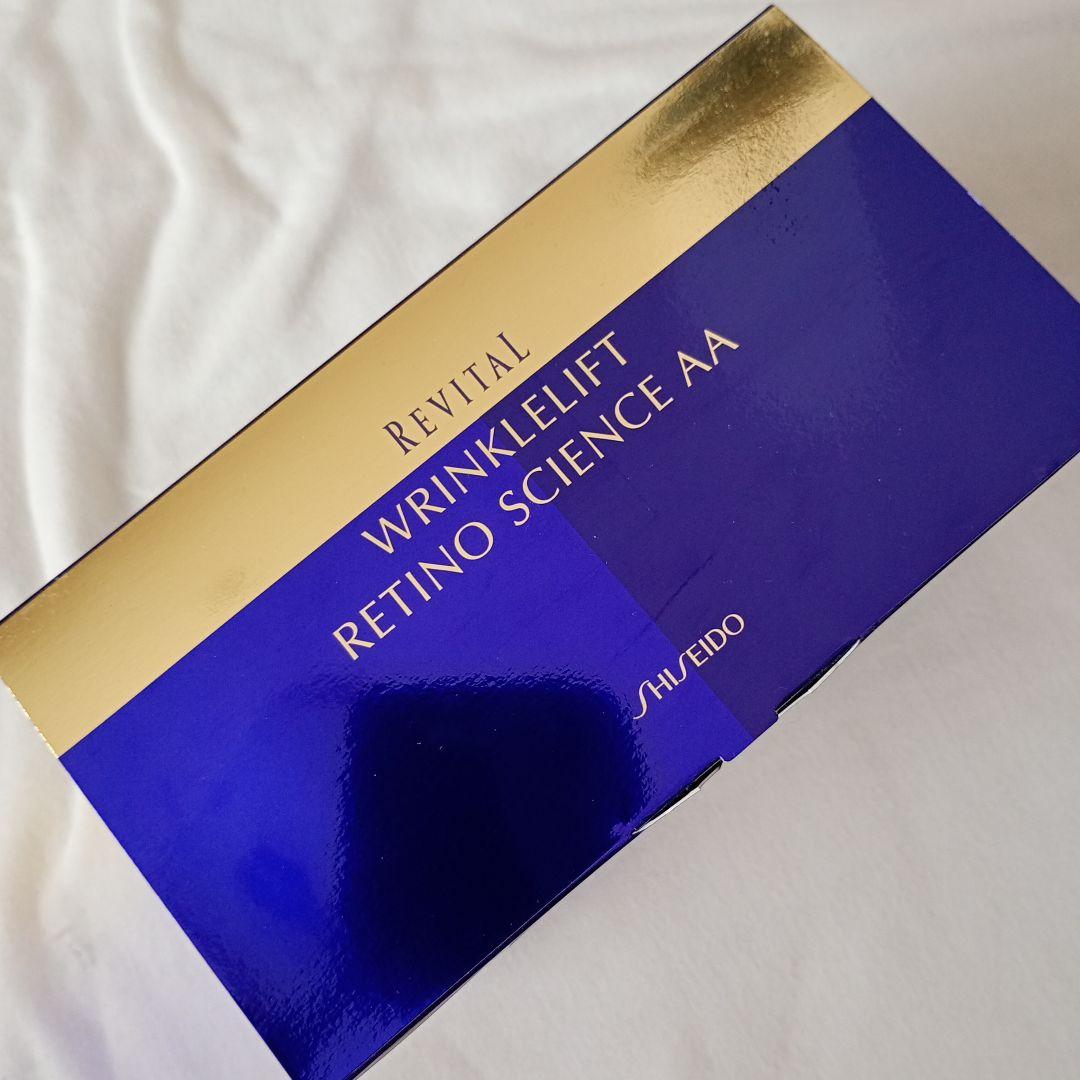 REVITAL
WRINKLELIFT
RETINO SCIENCE AA
SHISEIDO